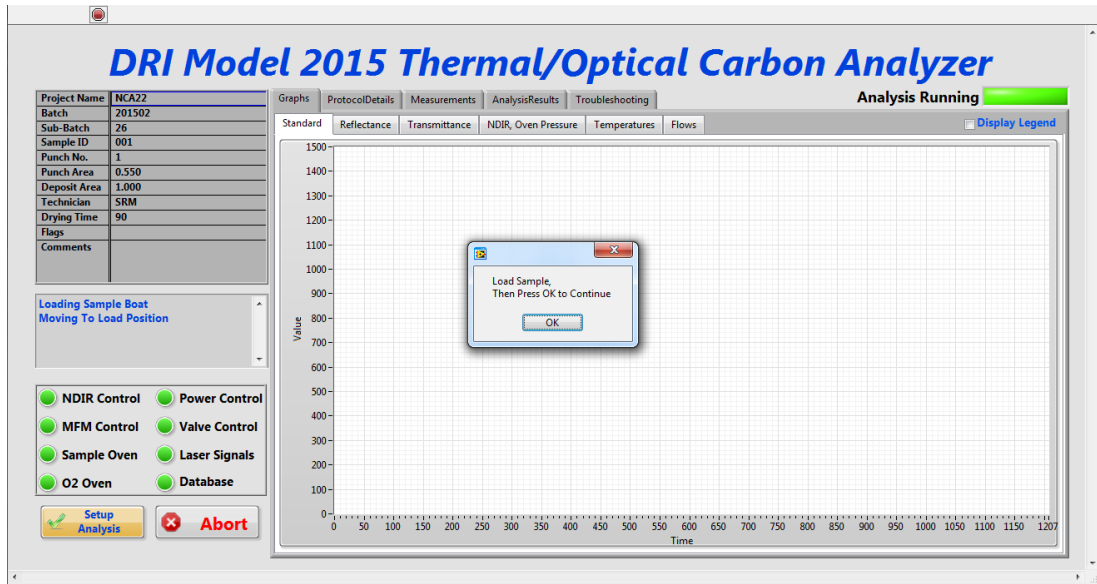 DRI Model 2015 Thermal/Optical Carbon Analyzer
Project Name NCA22
Batch 201502
Sub-Batch 26
Sample ID 001
Punch No. 1
Punch Area 0.550
Deposit Area 1.000
Technician SRM
Drying Time 90
Flags
Comments
Loading Sample Boat
Moving To Load Position
NDIR Control Power Control
MFM Control Valve Control
Sample Oven Laser Signals
O2 Oven Database
Setup
Analysis
Abort
Graphs ProtocolDetails Measurements AnalysisResults Troubleshooting
Analysis Running
Standard Reflectance Transmittance NDIR, Oven Pressure Temperatures Flows
Display Legend
1500
1400
1300
1200
1100
1000
900
800
700
600
500
400
300
200
100
0
Value
0 50 100 150 200 250 300 350 400 450 500 550 600 650 700 750 800 850 900 950 1000 1050 1100 1150 1207
Time
Load Sample,
Then Press OK to Continue
OK